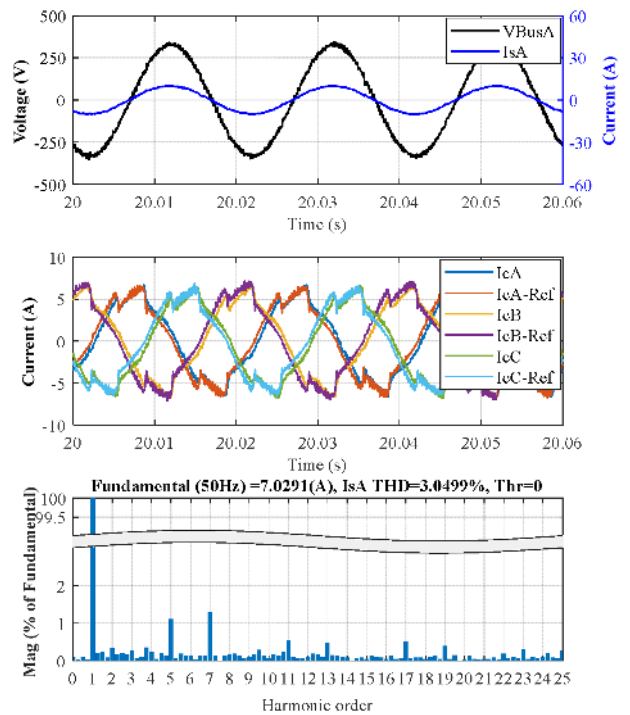 500
250
0
-250
-500
Voltage (V)
VBusA
IsA
60
30
0
-30
-60
Current (A)
20 20.01 20.02 20.03 20.04 20.05 20.06
Time (s)
10
5
0
-5
-10
Current (A)
IcA
IcA-Ref
IcB
IcB-Ref
IcC
IcC-Ref
20 20.01 20.02 20.03 20.04 20.05 20.06
Time (s)
Fundamental (50Hz) =7.0291(A), IsA THD=3.0499%, Thr=0
100
99.5
2
1
0
Mag (% of Fundamental)
0 1 2 3 4 5 6 7 8 9 10 11 12 13 14 15 16 17 18 19 20 21 22 23 24 25
Harmonic order